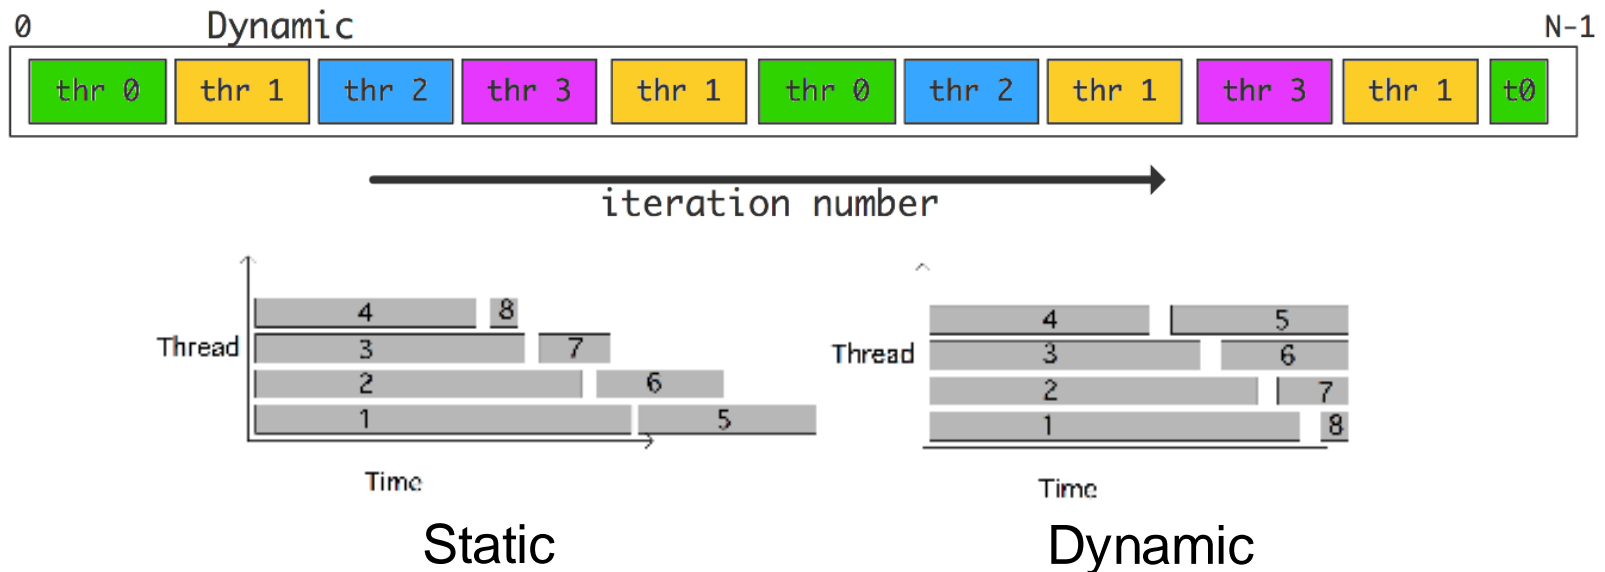 0 Dynamic N-1
thr 0 thr 1 thr 2 thr 3 thr 1 thr 0 thr 2 thr 1 thr 3 thr 1 t0
iteration number
4 8
Thread 3 7
2 6
1 5
Time
Static
4 5
Thread 3 6
2 7
1 8
Time
Dynamic